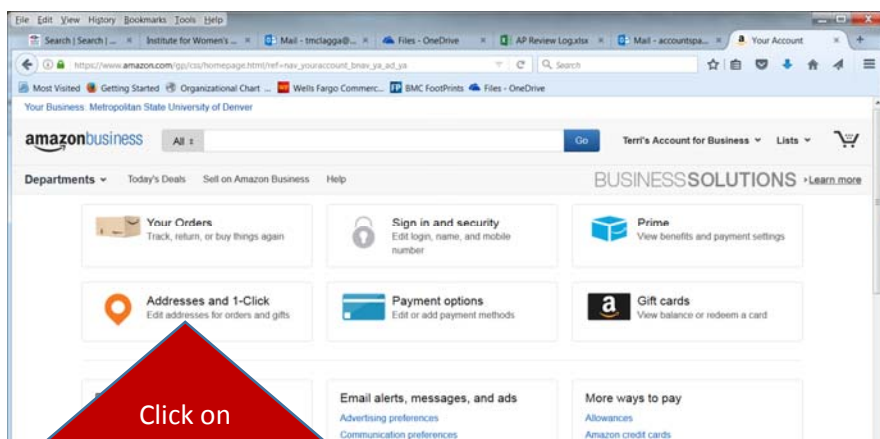 File Edit View History Bookmarks Tools Help
Search | Search | ... Institute for Women's ... Mail - tmclagga@... Files - OneDrive AP Review Log.xlsx Mail - accountspa... Your Account
https://www.amazon.com/gp/css/homepage.html/ref=nav_youraccount_bnav_ya_ad_ya Search
Most Visited Getting Started Organizational Chart ... Wells Fargo Commerc... BMC FootPrints Files - OneDrive
Your Business: Metropolitan State University of Denver
amazonbusiness All Go Terri's Account for Business Lists
Departments Today's Deals Sell on Amazon Business Help BUSINESSSOLUTIONS Learn more
Your Orders
Track, return, or buy things again
Sign in and security
Edit login, name, and mobile
number
Prime
View benefits and payment settings
Addresses and 1-Click
Edit addresses for orders and gifts
Payment options
Edit or add payment methods
Gift cards
View balance or redeem a card
Click on
Email alerts, messages, and ads
Advertising preferences
Communication preferences
More ways to pay
Allowances
Amazon credit cards